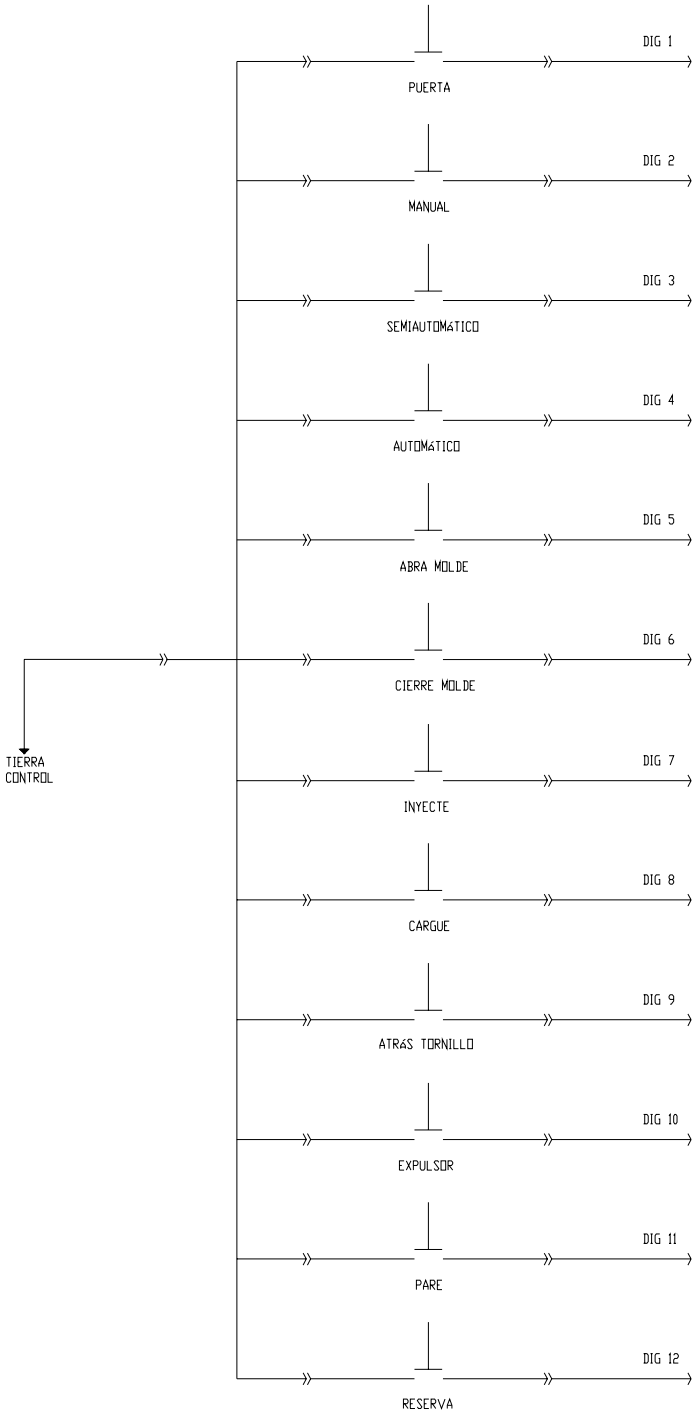 DIG 1
PUERTA
DIG 2
MANUAL
DIG 3
SEMIAUTOMáTICO
DIG 4
AUTOMáTICO
DIG 5
ABRA MOLDE
DIG 6
CIERRE MOLDE
TIERRA
CONTROL
DIG 7
INYECTE
DIG 8
CARGUE
DIG 9
ATRáS TORNILLO
DIG 10
EXPULSOR
DIG 11
PARE
DIG 12
RESERVA